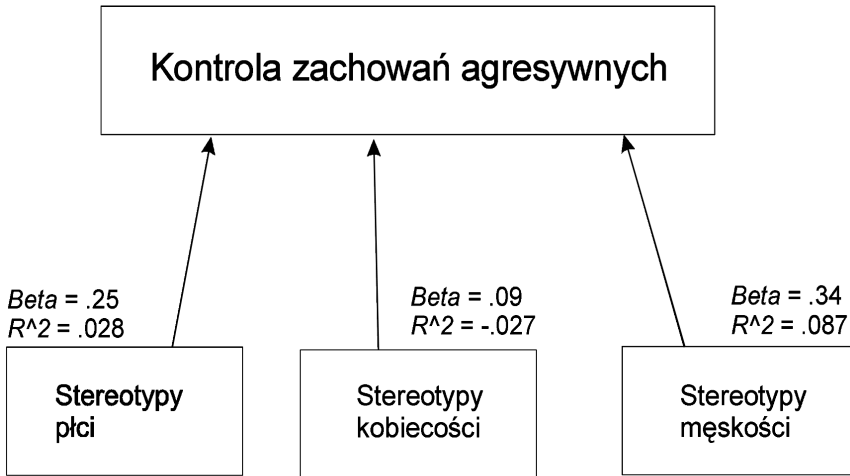 Kontrola zachowań agresywnych
Beta = .25
R^2 = .028
Beta = .09
R^2 = -.027
Beta = .34
R^2 = .087
Stereotypy
płci
Stereotypy
kobiecości
Stereotypy
męskości